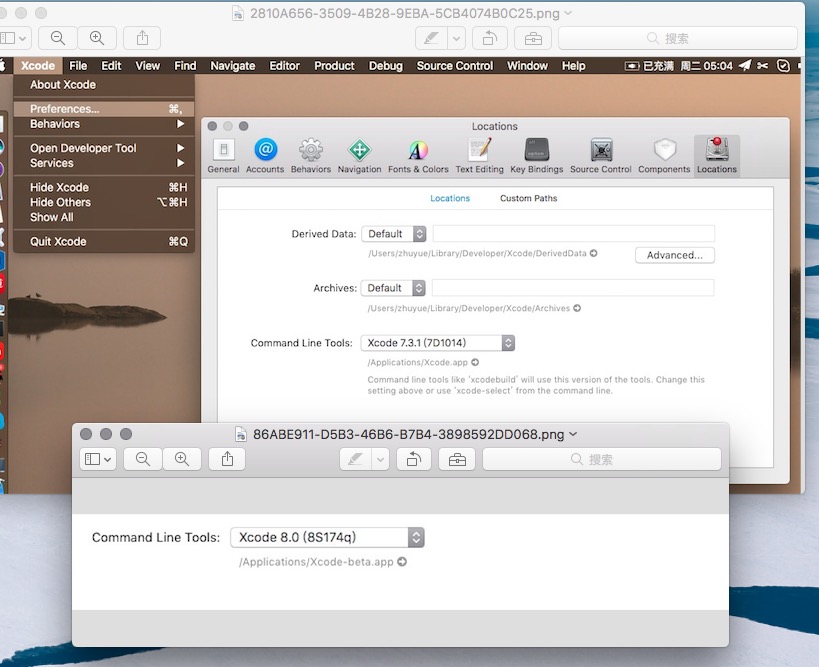 2810A656-3509-4B28-9EBA-5CB4074B0C25.png
搜索
Xcode File Edit View Find Navigate Editor Product Debug Source Control Window Help 已充满 周二 05:04
About Xcode
Preferences... ⌘,
Behaviors ▶
Open Developer Tool ▶
Services ▶
Hide Xcode ⌘H
Hide Others ⌥⌘H
Show All
Quit Xcode ⌘Q
Locations
General Accounts Behaviors Navigation Fonts & Colors Text Editing Key Bindings Source Control Components Locations
Locations Custom Paths
Derived Data: Default
/Users/zhuyue/Library/Developer/Xcode/DerivedData
Advanced...
Archives: Default
/Users/zhuyue/Library/Developer/Xcode/Archives
Command Line Tools: Xcode 7.3.1 (7D1014)
/Applications/Xcode.app
Command line tools like 'xcodebuild' will use this version of the tools. Change this
setting above or use 'xcode-select' from the command line.
86ABE911-D5B3-46B6-B7B4-3898592DD068.png
搜索
Command Line Tools: Xcode 8.0 (8S174q)
/Applications/Xcode-beta.app